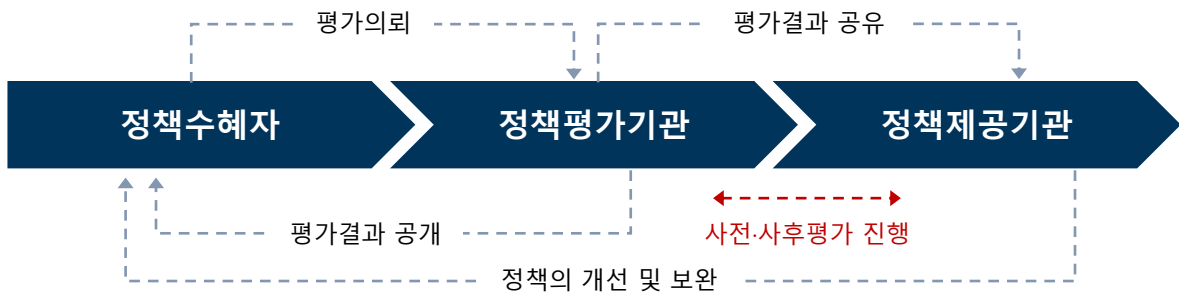 평가의뢰
평가결과 공유
정책수혜자
정책평가기관
정책제공기관
평가결과 공개
사전·사후평가 진행
정책의 개선 및 보완